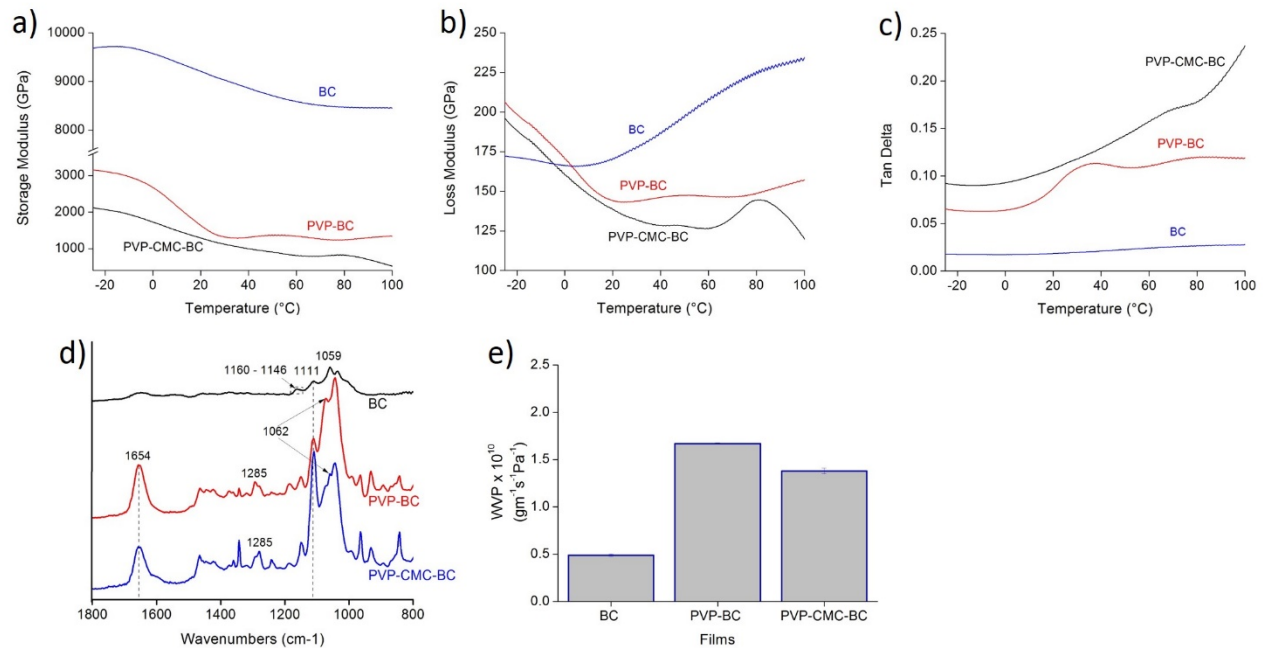 a)
10000
9000
8000
3000
2000
1000
Storage Modulus (GPa)
BC
PVP-BC
PVP-CMC-BC
-20 0 20 40 60 80 100
Temperature (°C)
b)
250
225
200
175
150
125
100
Loss Modulus (GPa)
BC
PVP-BC
PVP-CMC-BC
-20 0 20 40 60 80 100
Temperature (°C)
c)
0.25
0.20
0.15
0.10
0.05
0.00
Tan Delta
PVP-CMC-BC
PVP-BC
BC
-20 0 20 40 60 80 100
Temperature (°C)
d)
1059
1160 - 1146 1111
BC
1062
1654
1285
PVP-BC
1285
PVP-CMC-BC
1800 1600 1400 1200 1000 800
Wavenumbers (cm-1)
e)
2.5
2.0
1.5
1.0
0.5
0.0
WVP x 10¹⁰
(gm⁻¹s⁻¹Pa⁻¹)
BC PVP-BC PVP-CMC-BC
Films